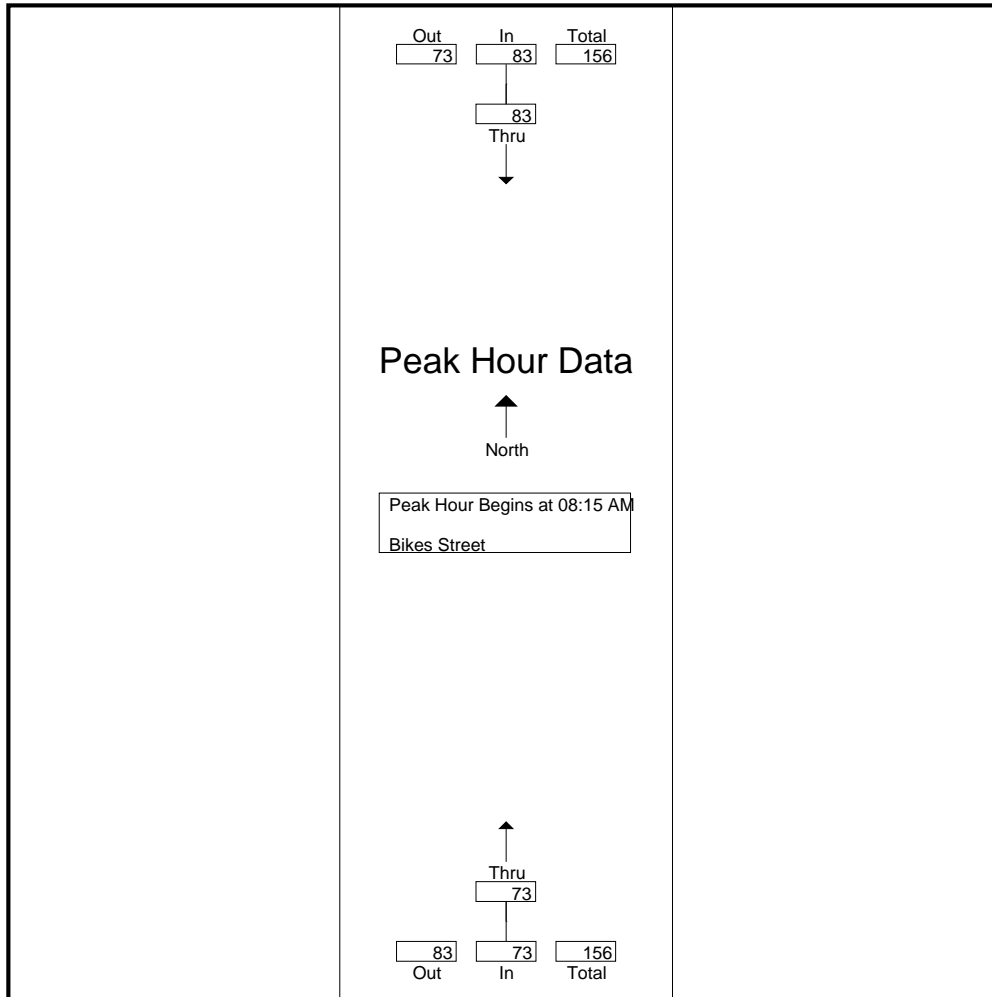 Out In Total
73 83 156
83
Thru
Peak Hour Data
North
Peak Hour Begins at 08:15 AM
Bikes Street
Thru
73
83 73 156
Out In Total